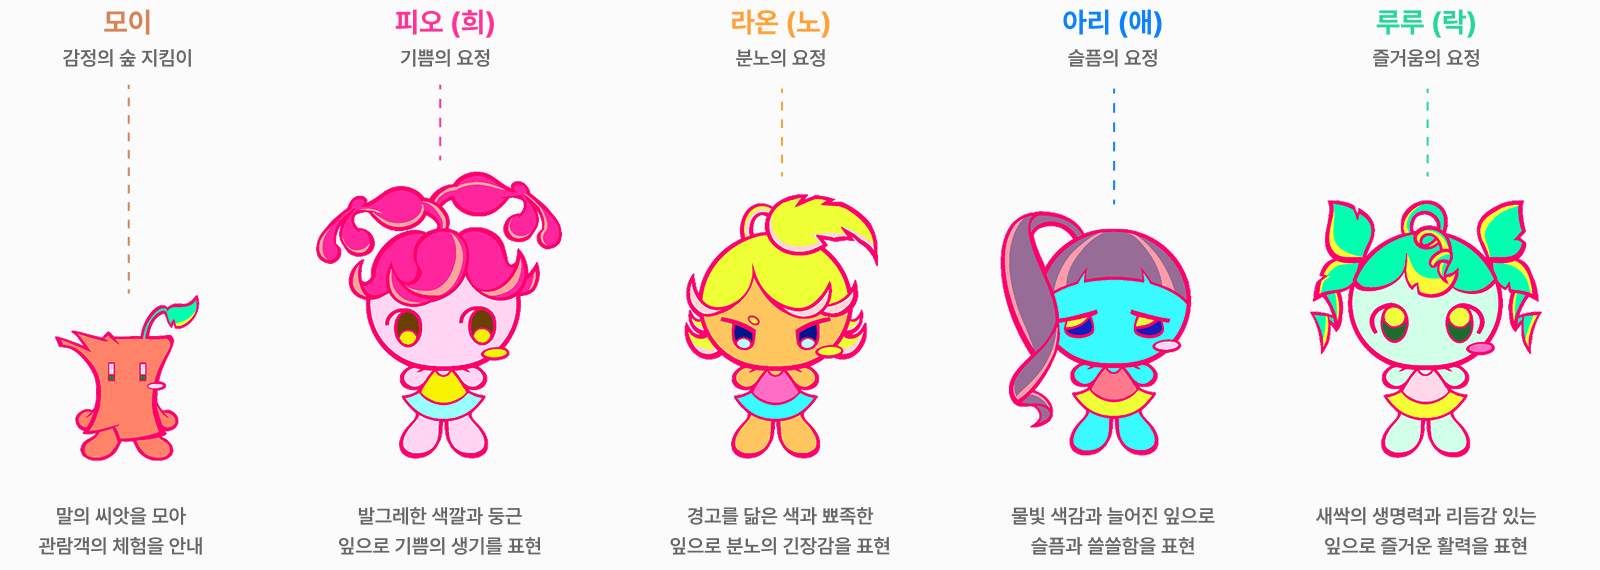 모이
감정의 숲 지킴이
말의 씨앗을 모아
관람객의 체험을 안내
피오 (희)
기쁨의 요정
발그레한 색깔과 둥근
잎으로 기쁨의 생기를 표현
라온 (노)
분노의 요정
경고를 닮은 색과 뾰족한
잎으로 분노의 긴장감을 표현
아리 (애)
슬픔의 요정
물빛 색감과 늘어진 잎으로
슬픔과 쓸쓸함을 표현
루루 (락)
즐거움의 요정
새싹의 생명력과 리듬감 있는
잎으로 즐거운 활력을 표현